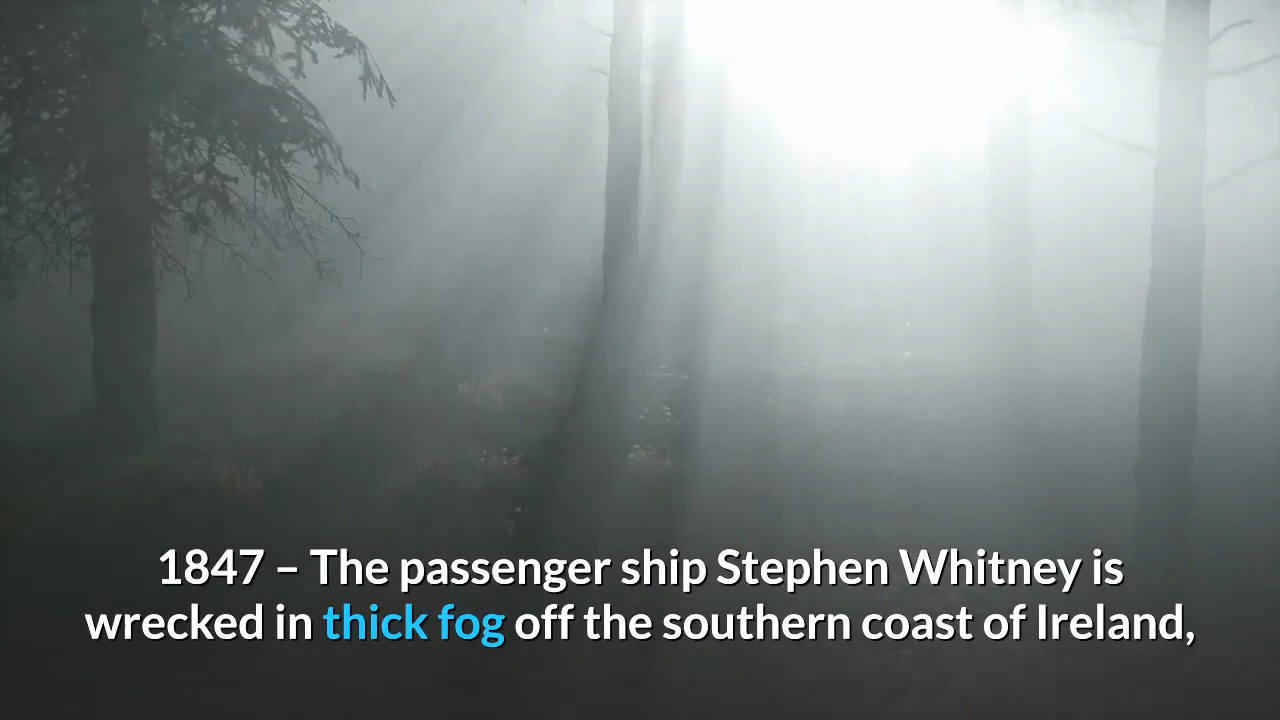 1847 – The passenger ship Stephen Whitney is
wrecked in thick fog off the southern coast of Ireland,